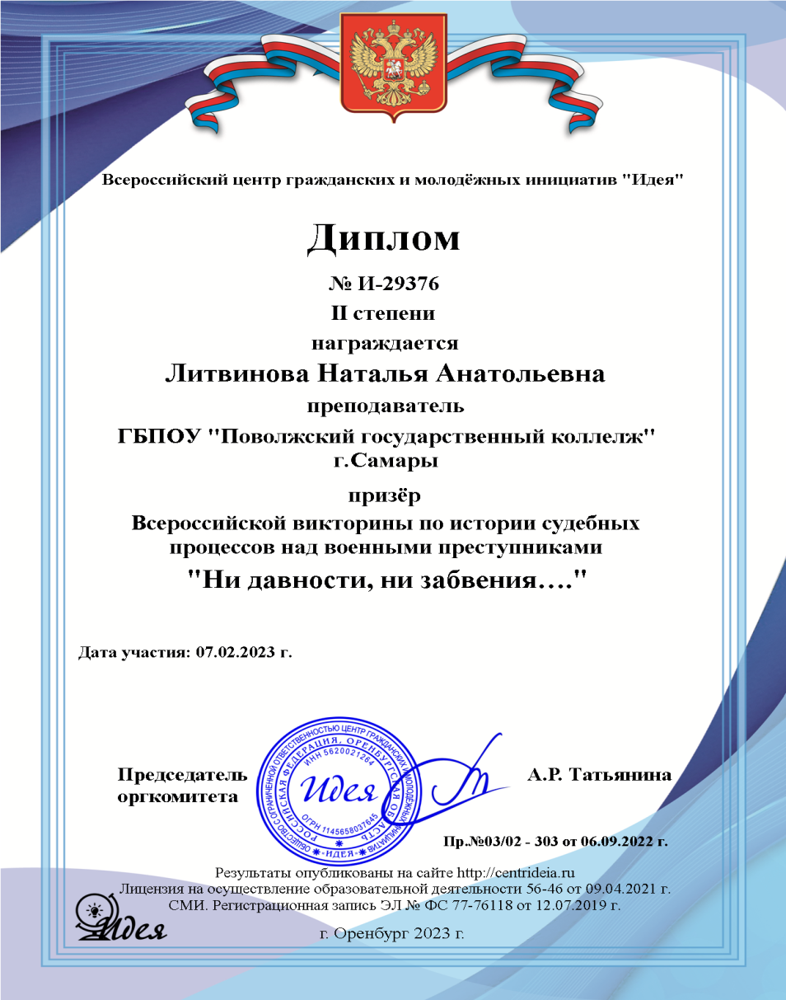 Всероссийский центр гражданских и молодёжных инициатив "Идея"
Диплом
№ И-29376
II степени
награждается
Литвинова Наталья Анатольевна
преподаватель
ГБПОУ "Поволжский государственный коллелж"
г.Самары
призёр
Всероссийской викторины по истории судебных
процессов над военными преступниками
"Ни давности, ни забвения…."
Дата участия: 07.02.2023 г.
Председатель
оргкомитета
ОБЩЕСТВО С ОГРАНИЧЕННОЙ ОТВЕТСТВЕННОСТЬЮ ЦЕНТР ГРАЖДАНСКИХ И МОЛОДЁЖНЫХ ИНИЦИАТИВ
-ИДЕЯ-
РОССИЙСКАЯ ФЕДЕРАЦИЯ, ОРЕНБУРГСКАЯ ОБЛАСТЬ
ИНН 5620021264
Идея
ОГРН 1145658037645
А.Р. Татьянина
Пр.№03/02 - 303 от 06.09.2022 г.
Результаты опубликованы на сайте http://centrideia.ru
Лицензия на осуществление образовательной деятельности 56-46 от 09.04.2021 г.
СМИ. Регистрационная запись ЭЛ № ФС 77-76118 от 12.07.2019 г.
Идея
г. Оренбург 2023 г.